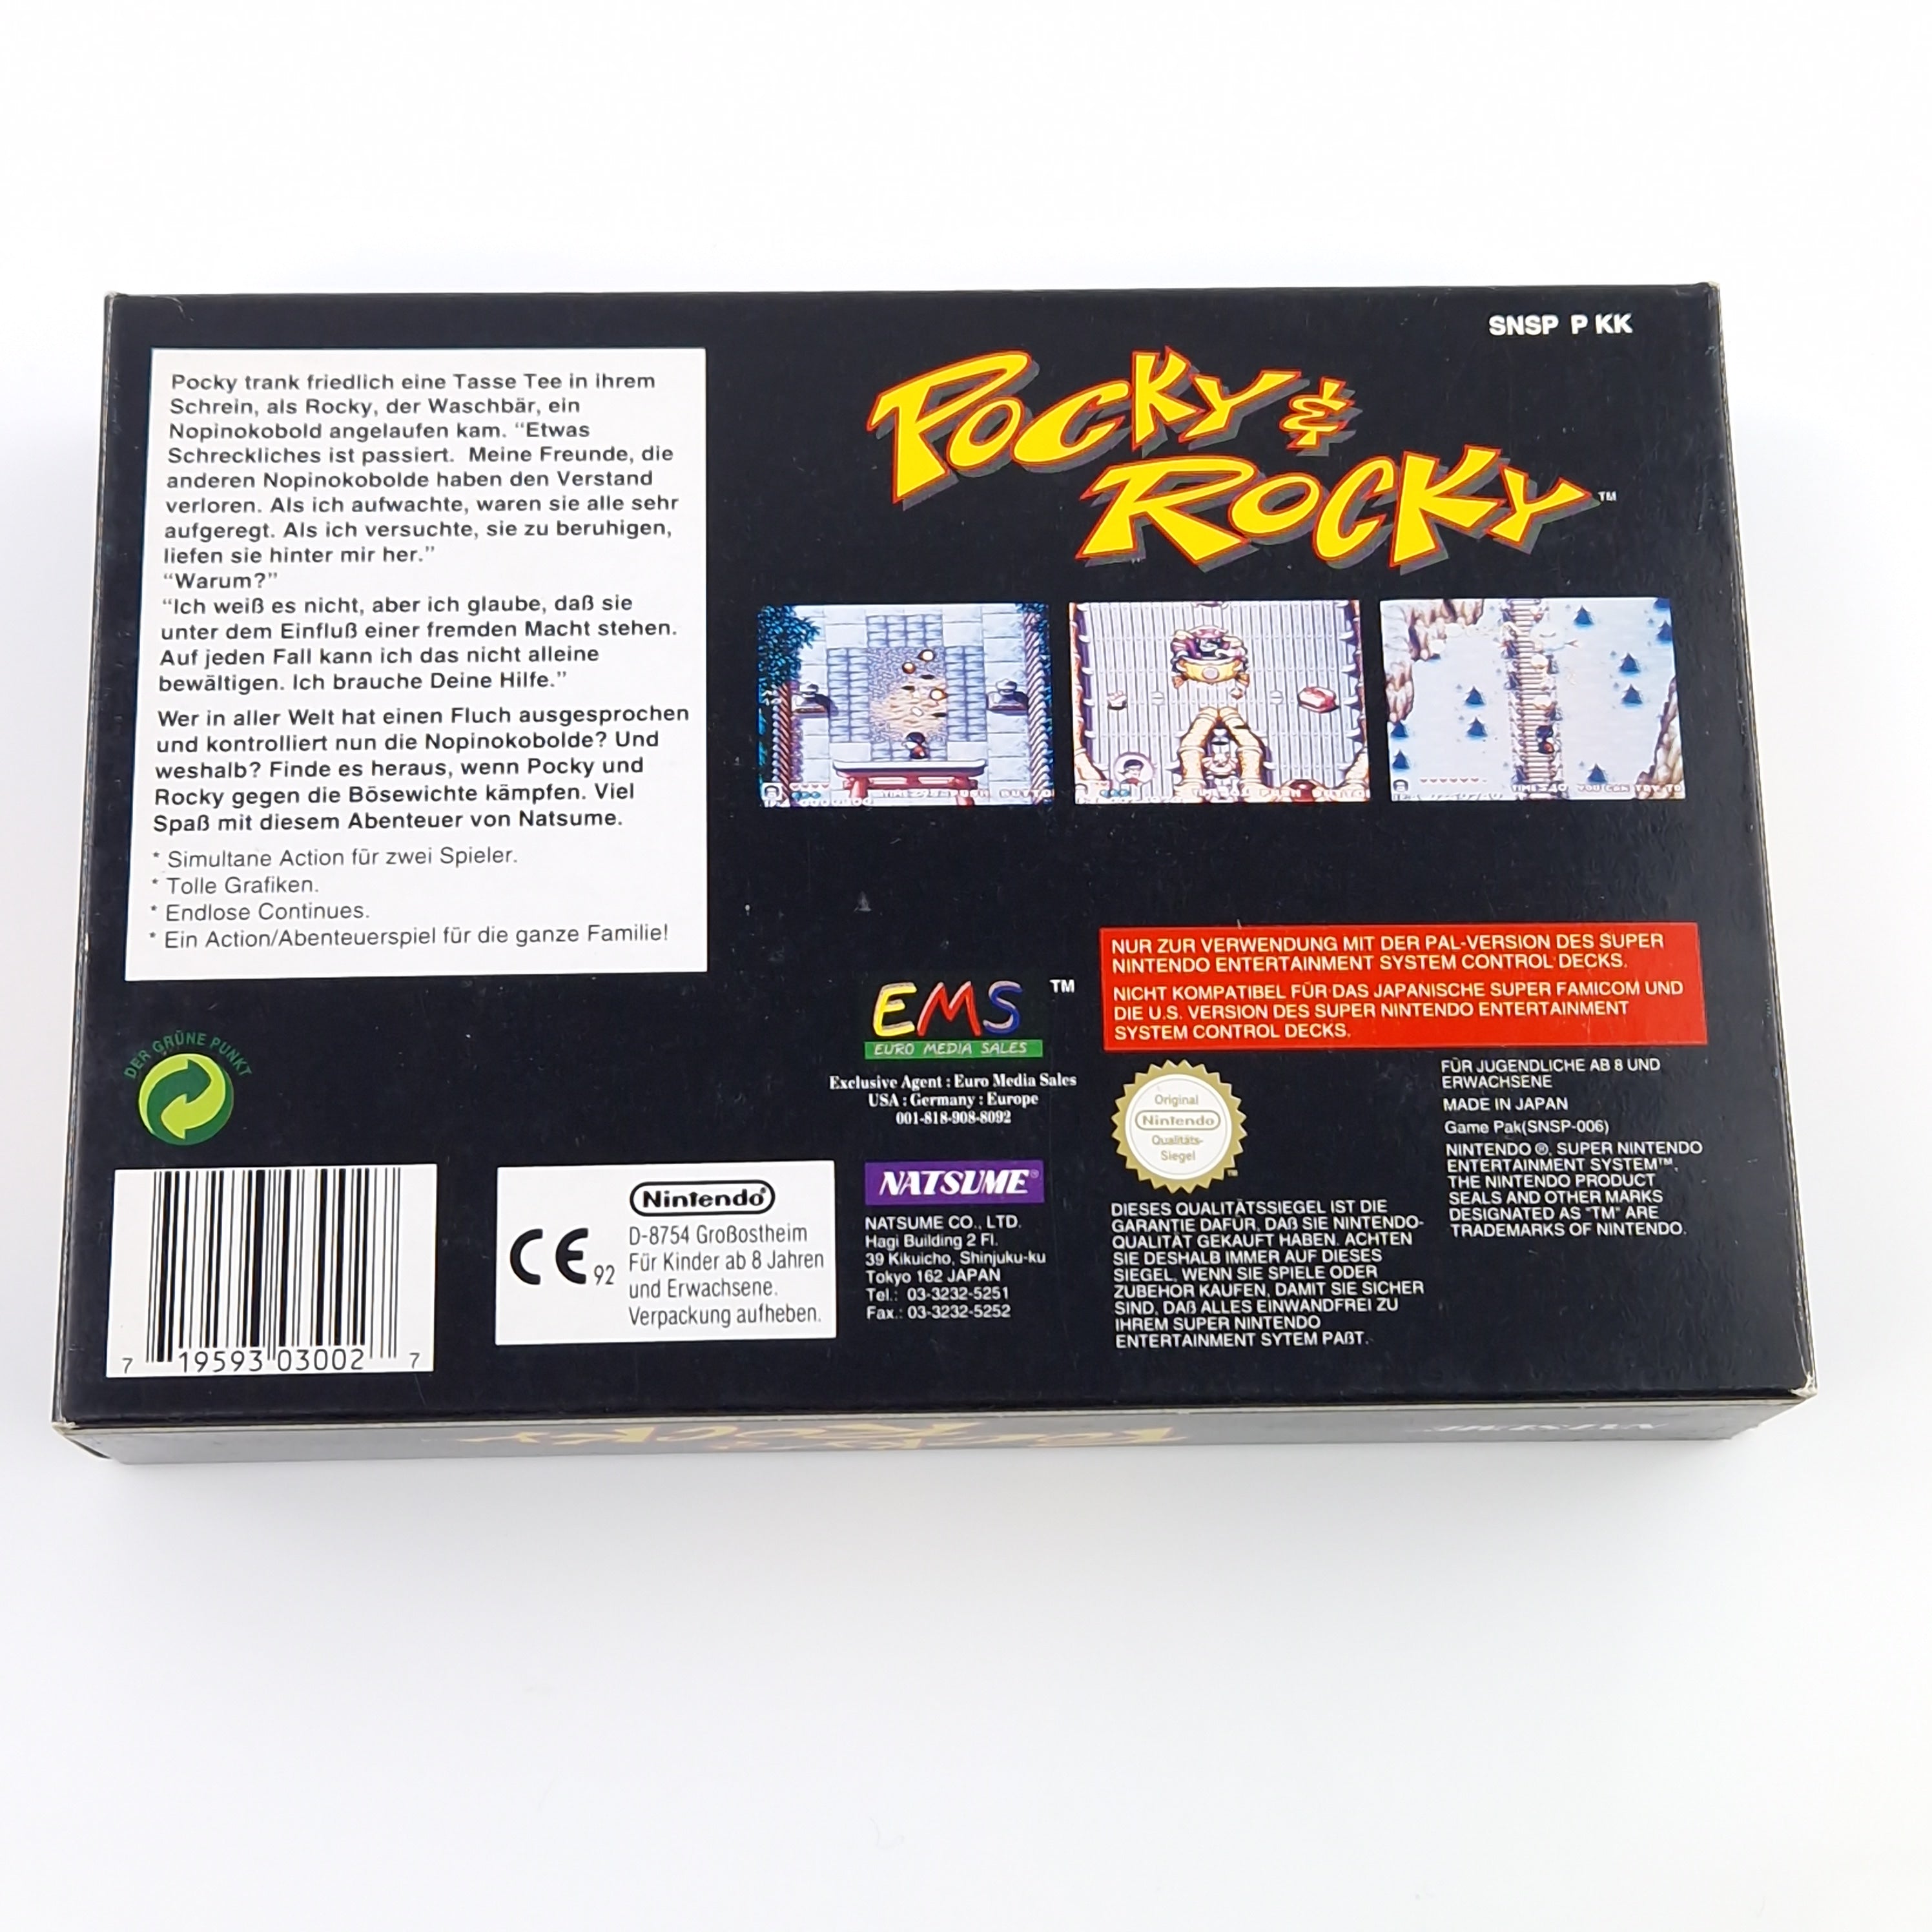 SNSP P KK
POCKY &
ROCKY™
Pocky trank friedlich eine Tasse Tee in ihrem
Schrein, als Rocky, der Waschbär, ein
Nopinokobold angelaufen kam. “Etwas
Schreckliches ist passiert. Meine Freunde, die
anderen Nopinokobolde haben den Verstand
verloren. Als ich aufwachte, waren sie alle sehr
aufgeregt. Als ich versuchte, sie zu beruhigen,
liefen sie hinter mir her.”
“Warum?”
“Ich weiß es nicht, aber ich glaube, daß sie
unter dem Einfluß einer fremden Macht stehen.
Auf jeden Fall kann ich das nicht alleine
bewältigen. Ich brauche Deine Hilfe.”
Wer in aller Welt hat einen Fluch ausgesprochen
und kontrolliert nun die Nopinokobolde? Und
weshalb? Finde es heraus, wenn Pocky und
Rocky gegen die Bösewichte kämpfen. Viel
Spaß mit diesem Abenteuer von Natsume.
* Simultane Action für zwei Spieler.
* Tolle Grafiken.
* Endlose Continues.
* Ein Action/Abenteuerspiel für die ganze Familie!
YOU CAN TRY TO
DER GRÜNE PUNKT
7 19593 03002 7
CE 92
Nintendo®
D-8754 Großostheim
Für Kinder ab 8 Jahren
und Erwachsene.
Verpackung aufheben.
EMS ™
EURO MEDIA SALES
Exclusive Agent : Euro Media Sales
USA : Germany : Europe
001-818-908-8092
NATSUME®
NATSUME CO., LTD.
Hagi Building 2 Fl.
39 Kikuicho, Shinjuku-ku
Tokyo 162 JAPAN
Tel.: 03-3232-5251
Fax.: 03-3232-5252
NUR ZUR VERWENDUNG MIT DER PAL-VERSION DES SUPER
NINTENDO ENTERTAINMENT SYSTEM CONTROL DECKS.
NICHT KOMPATIBEL FÜR DAS JAPANISCHE SUPER FAMICOM UND
DIE U.S. VERSION DES SUPER NINTENDO ENTERTAINMENT
SYSTEM CONTROL DECKS.
Original
Nintendo
Qualitäts-
Siegel
TM
DIESES QUALITÄTSSIEGEL IST DIE
GARANTIE DAFÜR, DAß SIE NINTENDO-
QUALITÄT GEKAUFT HABEN. ACHTEN
SIE DESHALB IMMER AUF DIESES
SIEGEL, WENN SIE SPIELE ODER
ZUBEHÖR KAUFEN, DAMIT SIE SICHER
SIND, DAß ALLES EINWANDFREI ZU
IHREM SUPER NINTENDO
ENTERTAINMENT SYTEM PAßT.
FÜR JUGENDLICHE AB 8 UND
ERWACHSENE
MADE IN JAPAN
Game Pak(SNSP-006)
NINTENDO ®, SUPER NINTENDO
ENTERTAINMENT SYSTEM™,
THE NINTENDO PRODUCT
SEALS AND OTHER MARKS
DESIGNATED AS “TM” ARE
TRADEMARKS OF NINTENDO.